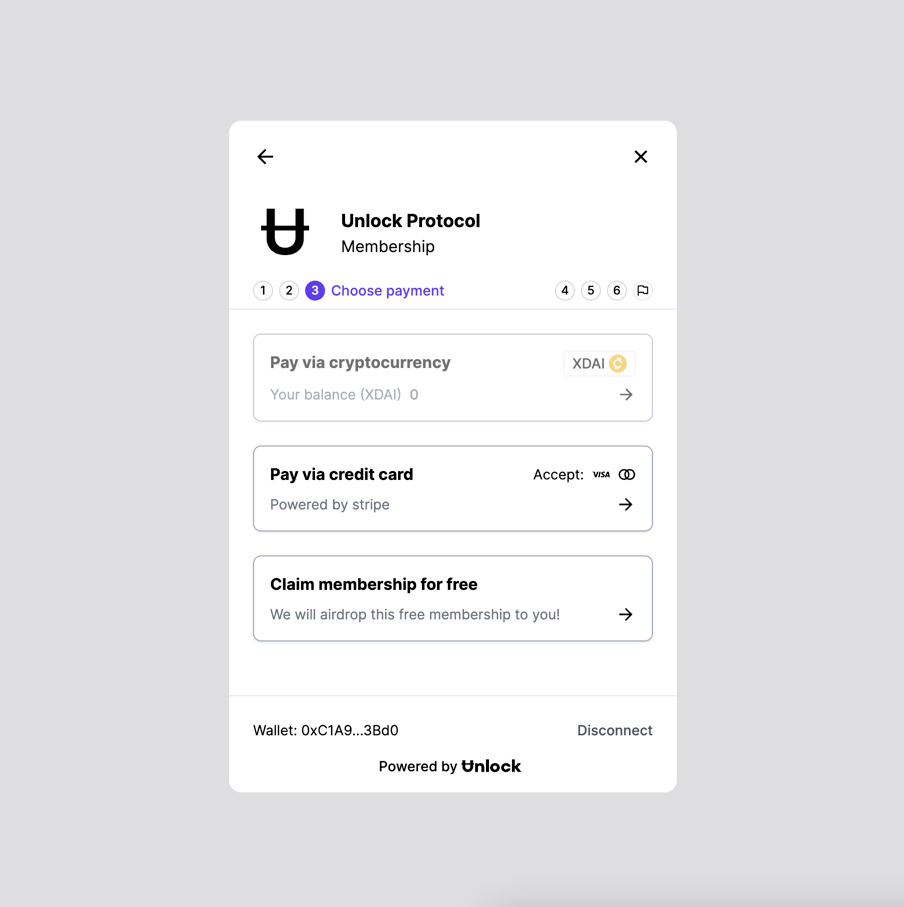 Unlock Protocol
Membership
1 2 3 Choose payment 4 5 6
Pay via cryptocurrency XDAI
Your balance (XDAI) 0
Pay via credit card Accept: VISA
Powered by stripe
Claim membership for free
We will airdrop this free membership to you!
Wallet: 0xC1A9...3Bd0 Disconnect
Powered by Unlock